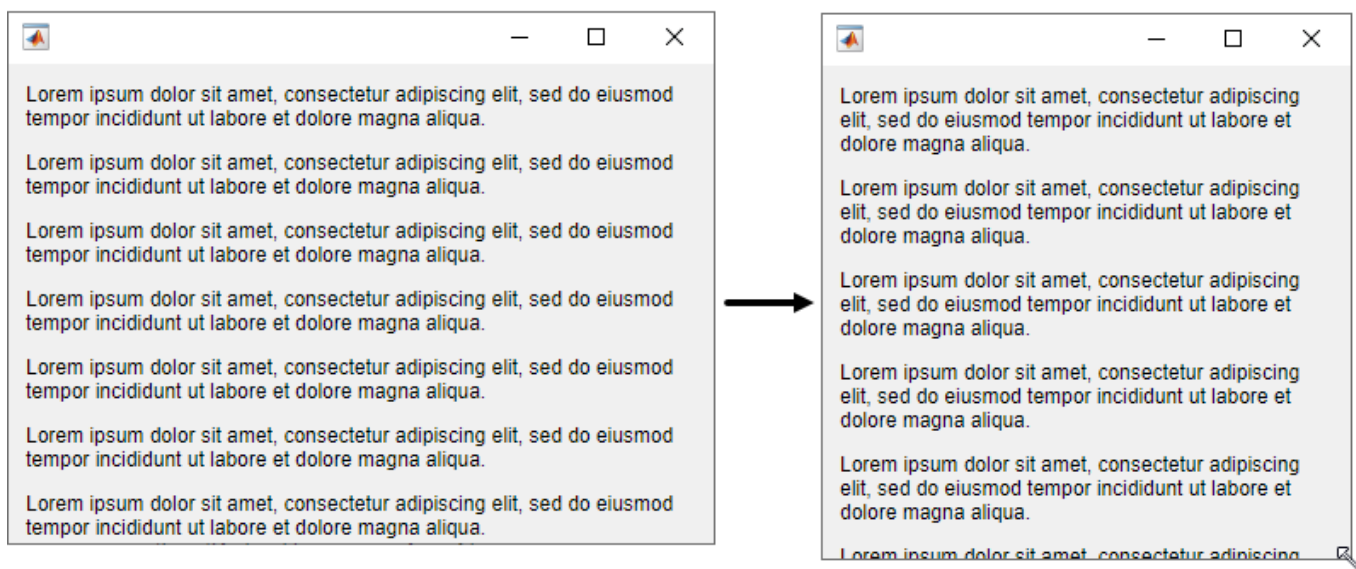 Lorem ipsum dolor sit amet, consectetur adipiscing elit, sed do eiusmod
tempor incididunt ut labore et dolore magna aliqua.
Lorem ipsum dolor sit amet, consectetur adipiscing elit, sed do eiusmod
tempor incididunt ut labore et dolore magna aliqua.
Lorem ipsum dolor sit amet, consectetur adipiscing elit, sed do eiusmod
tempor incididunt ut labore et dolore magna aliqua.
Lorem ipsum dolor sit amet, consectetur adipiscing elit, sed do eiusmod
tempor incididunt ut labore et dolore magna aliqua.
Lorem ipsum dolor sit amet, consectetur adipiscing elit, sed do eiusmod
tempor incididunt ut labore et dolore magna aliqua.
Lorem ipsum dolor sit amet, consectetur adipiscing elit, sed do eiusmod
tempor incididunt ut labore et dolore magna aliqua.
Lorem ipsum dolor sit amet, consectetur adipiscing elit, sed do eiusmod
tempor incididunt ut labore et dolore magna aliqua.
Lorem ipsum dolor sit amet, consectetur adipiscing
elit, sed do eiusmod tempor incididunt ut labore et
dolore magna aliqua.
Lorem ipsum dolor sit amet, consectetur adipiscing
elit, sed do eiusmod tempor incididunt ut labore et
dolore magna aliqua.
Lorem ipsum dolor sit amet, consectetur adipiscing
elit, sed do eiusmod tempor incididunt ut labore et
dolore magna aliqua.
Lorem ipsum dolor sit amet, consectetur adipiscing
elit, sed do eiusmod tempor incididunt ut labore et
dolore magna aliqua.
Lorem ipsum dolor sit amet, consectetur adipiscing
elit, sed do eiusmod tempor incididunt ut labore et
dolore magna aliqua.
Lorem ipsum dolor sit amet, consectetur adipiscing